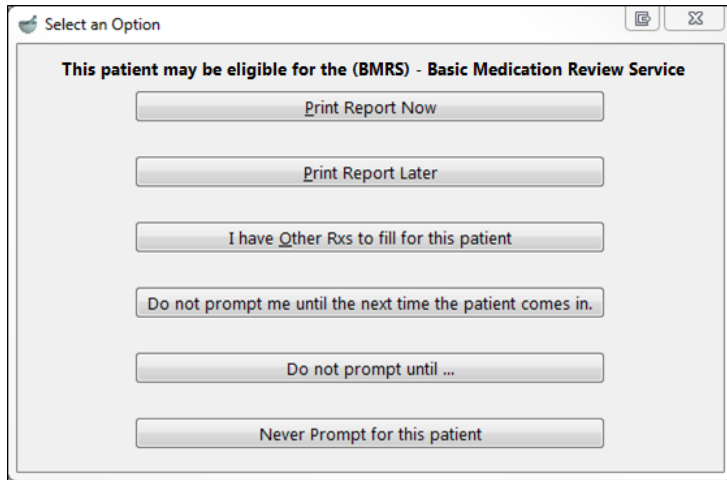 Select an Option
This patient may be eligible for the (BMRS) - Basic Medication Review Service
Print Report Now
Print Report Later
I have Other Rxs to fill for this patient
Do not prompt me until the next time the patient comes in.
Do not prompt until ...
Never Prompt for this patient